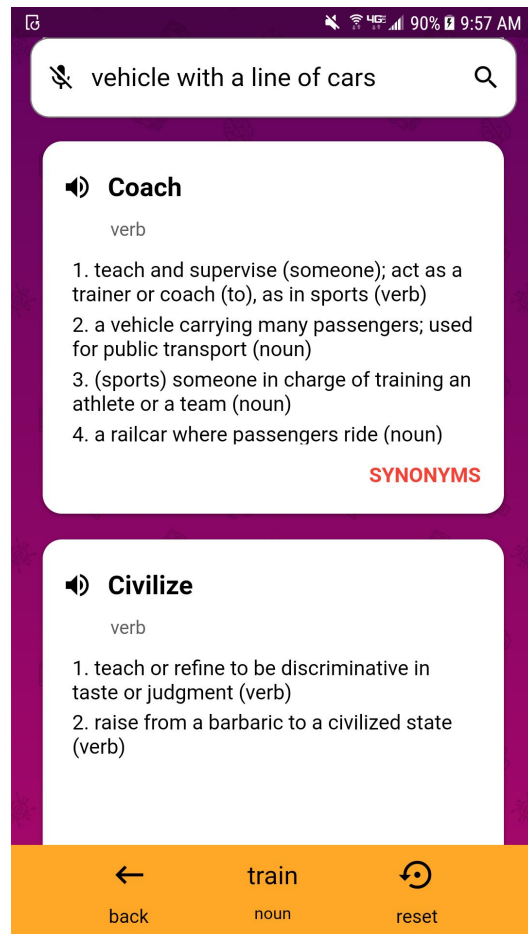 4GE 90% 9:57 AM
vehicle with a line of cars
Coach
verb
1. teach and supervise (someone); act as a
trainer or coach (to), as in sports (verb)
2. a vehicle carrying many passengers; used
for public transport (noun)
3. (sports) someone in charge of training an
athlete or a team (noun)
4. a railcar where passengers ride (noun)
SYNONYMS
Civilize
verb
1. teach or refine to be discriminative in
taste or judgment (verb)
2. raise from a barbaric to a civilized state
(verb)
train
noun
back
reset